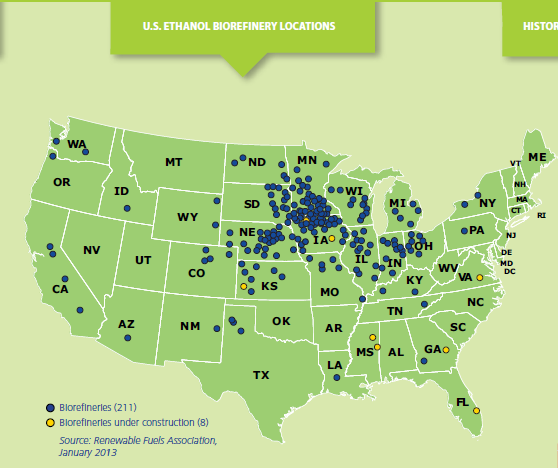 U.S. ETHANOL BIOREFINERY LOCATIONS
HISTOR
WA
MT
ND
MN
VT
ME
OR
ID
SD
WI
MI
NH
NY
MA
CT
RI
WY
NE
IA
PA
NJ
NV
UT
CO
IL
IN
OH
DE
MD
DC
WV
VA
CA
KS
MO
KY
NC
AZ
NM
OK
AR
TN
SC
TX
LA
MS
AL
GA
FL
Biorefineries (211)
Biorefineries under construction (8)
Source: Renewable Fuels Association,
January 2013